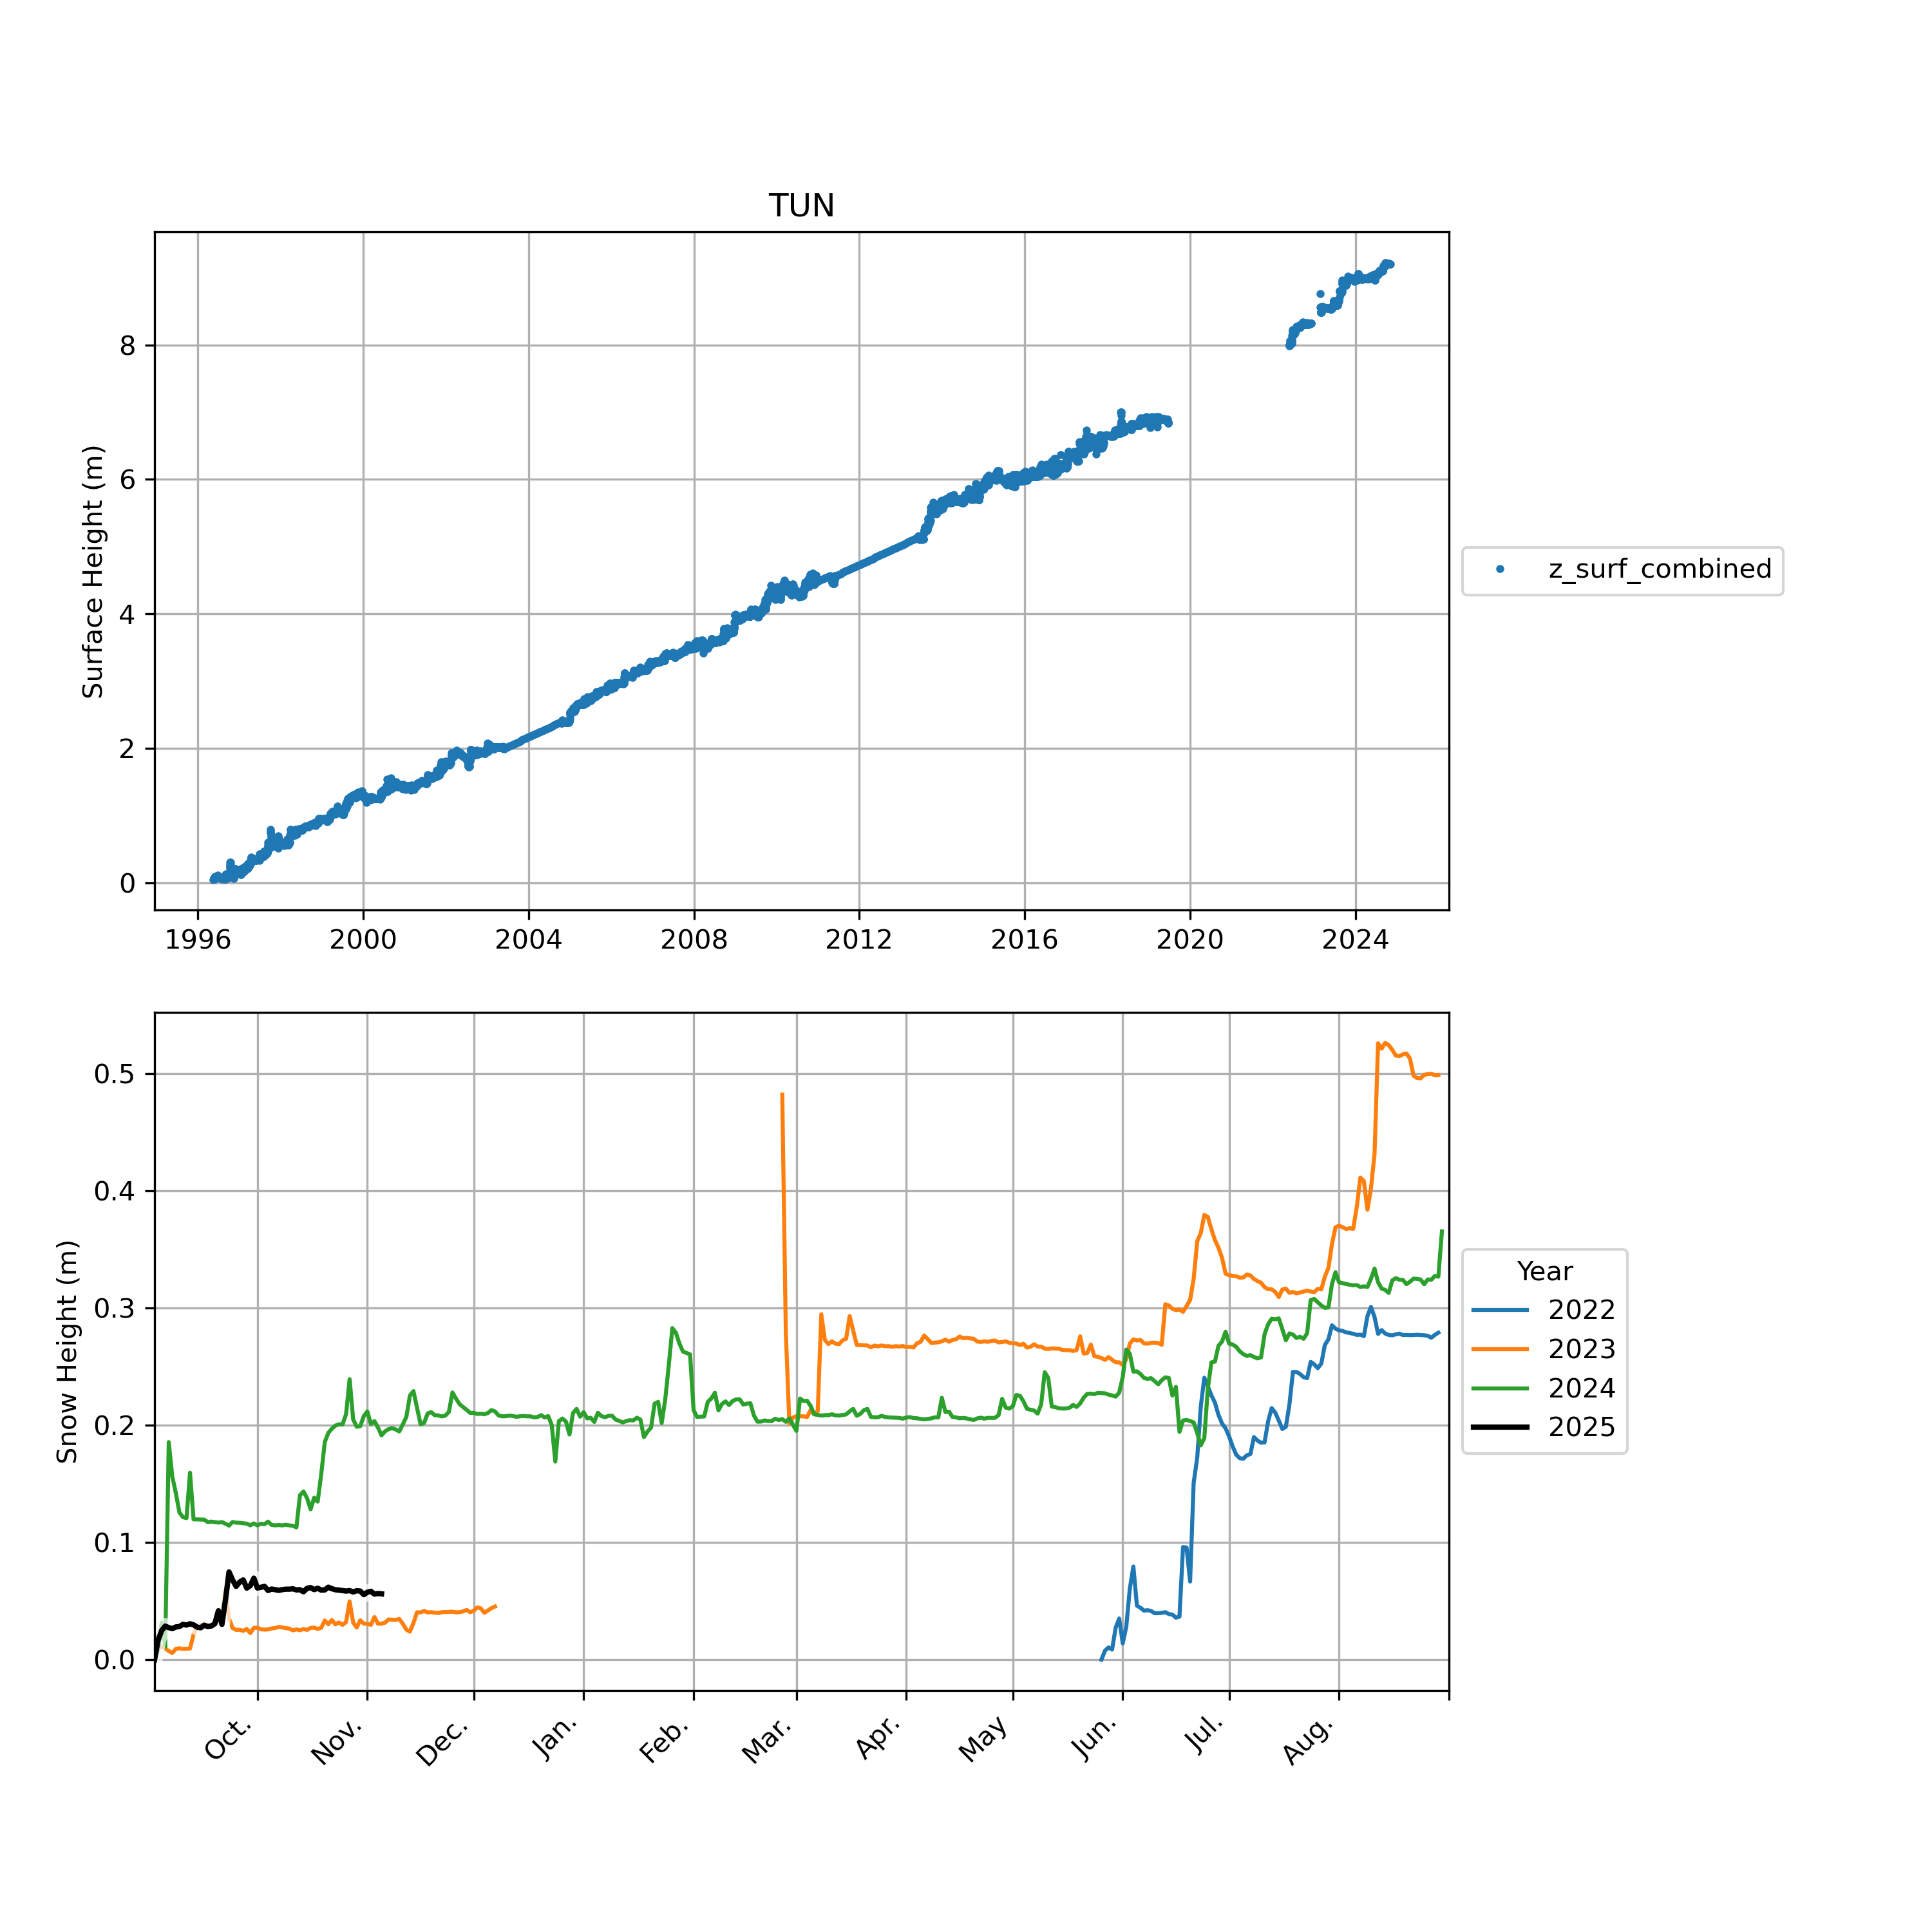 TUN
Surface Height (m)
8
6
4
2
0
1996 2000 2004 2008 2012 2016 2020 2024
z_surf_combined
Snow Height (m)
0.5
0.4
0.3
0.2
0.1
0.0
Oct. Nov. Dec. Jan. Feb. Mar. Apr. May Jun. Jul. Aug.
Year
2022
2023
2024
2025